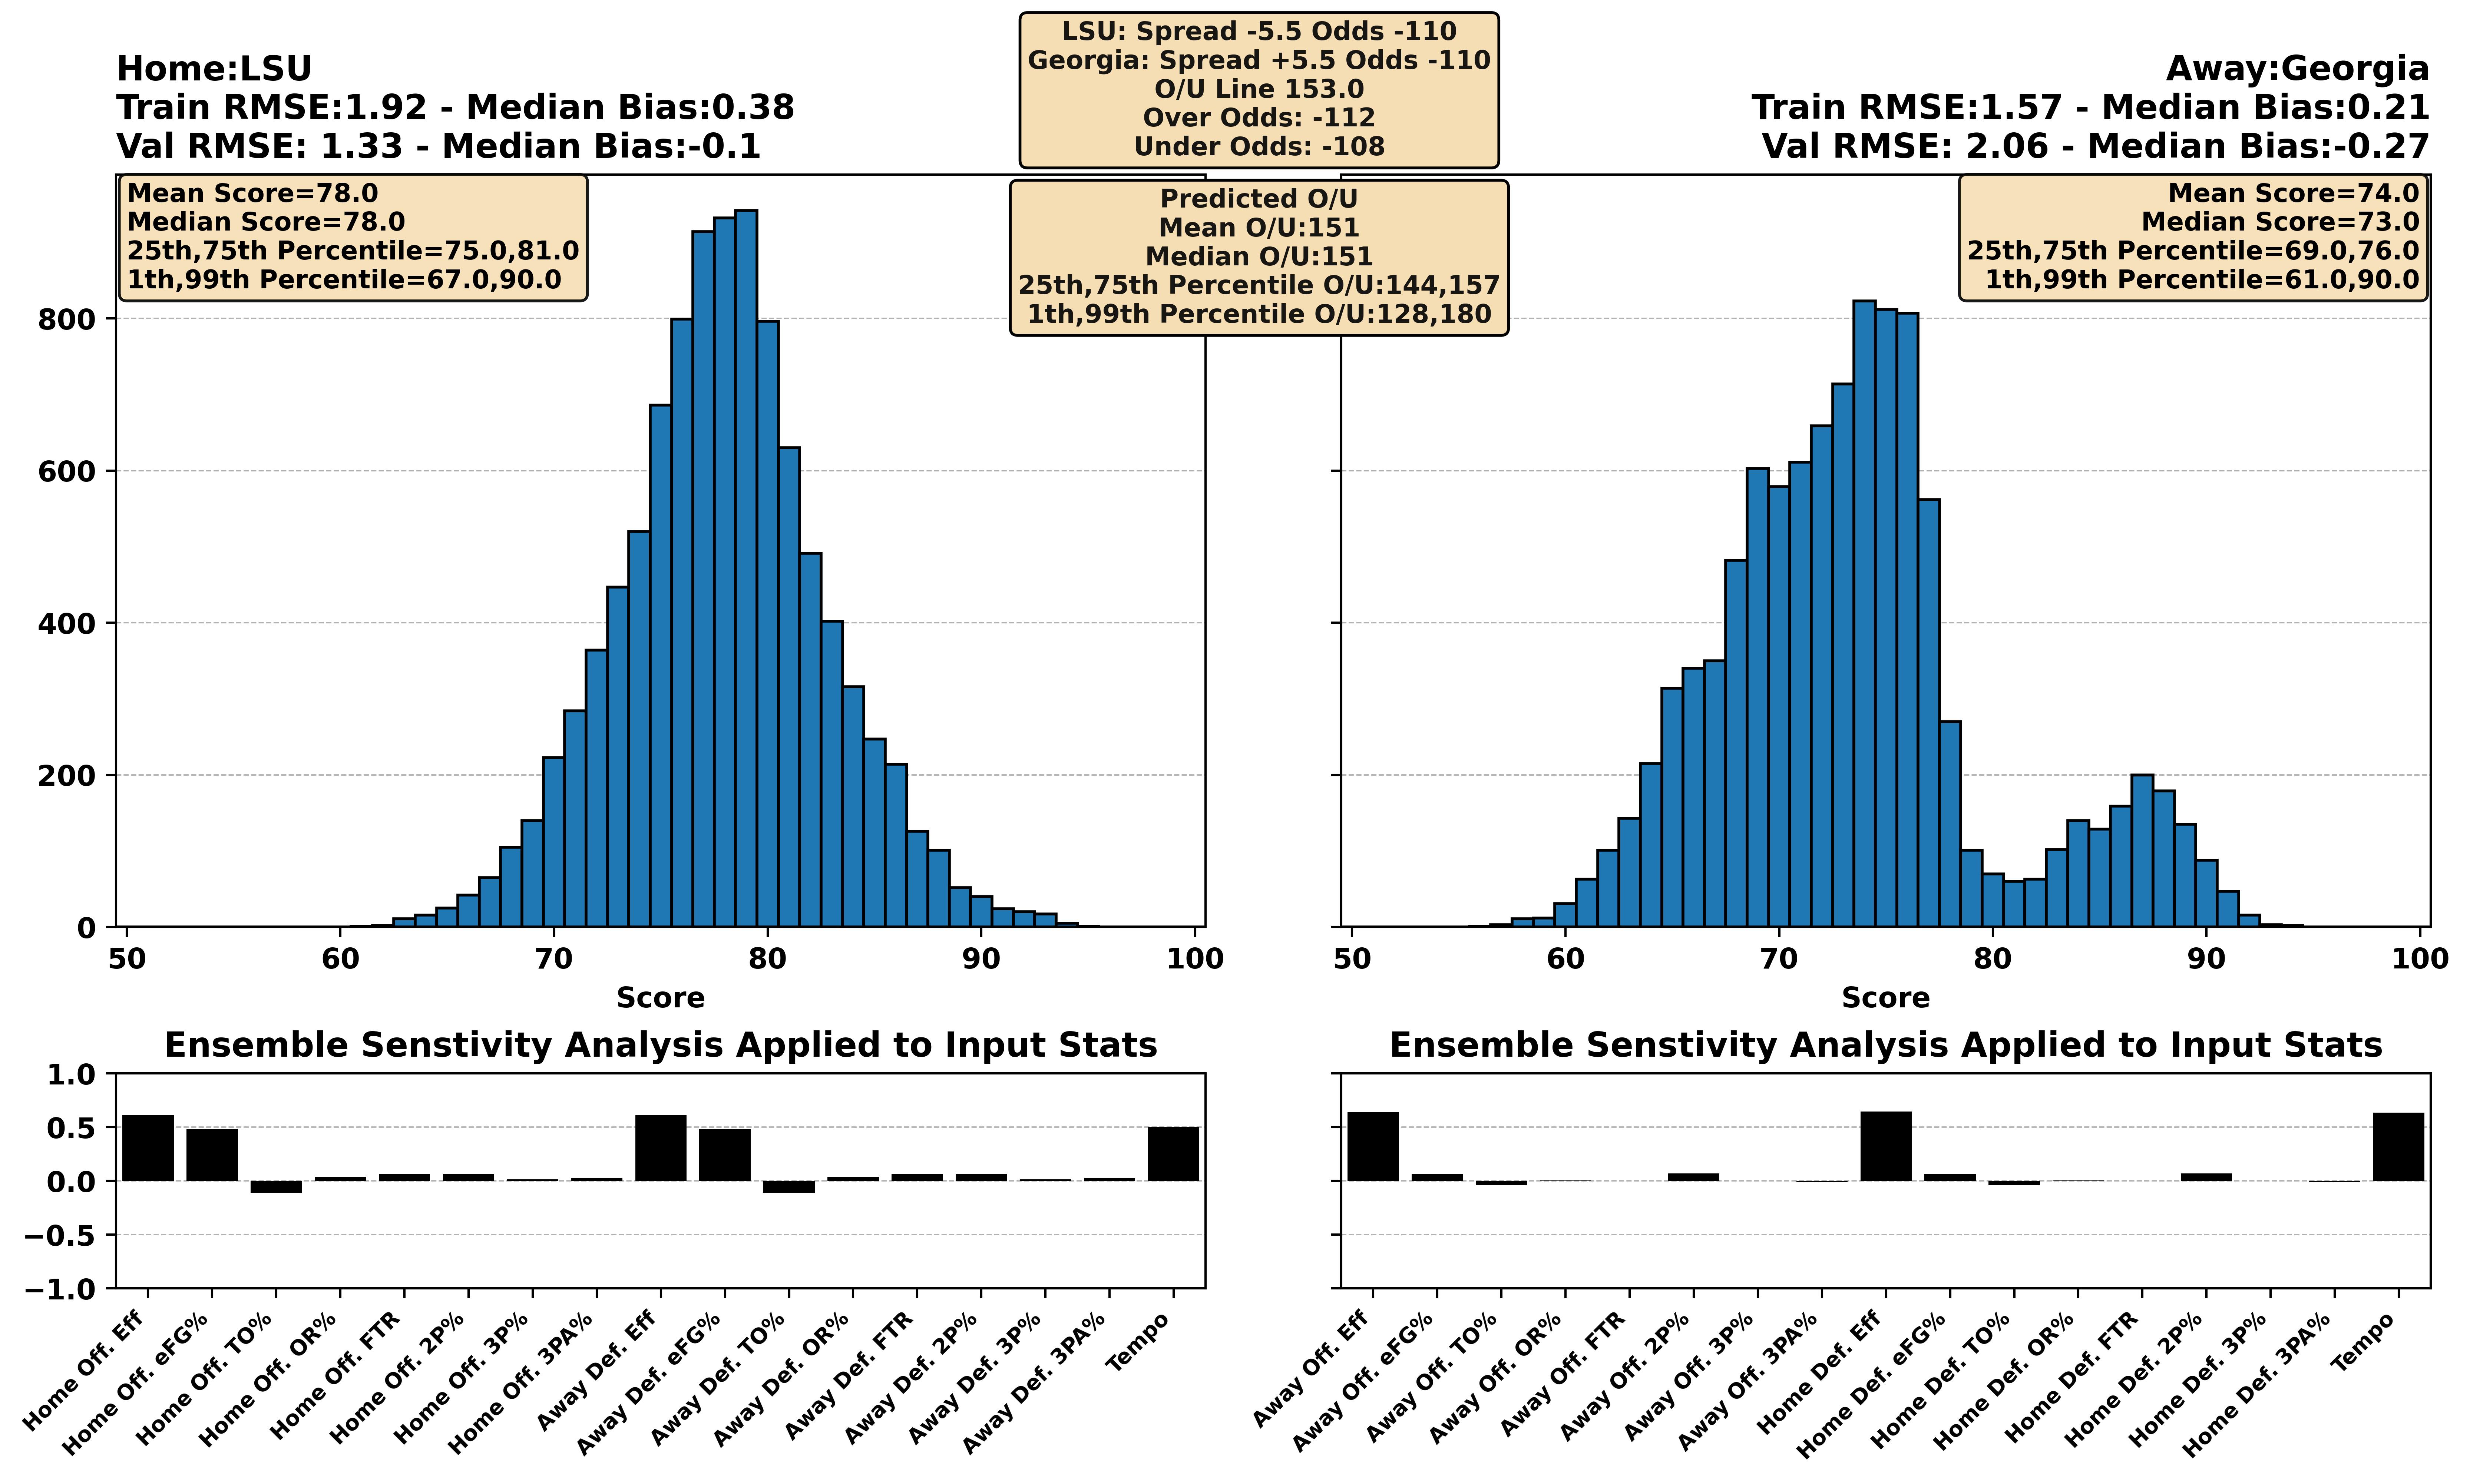 LSU: Spread -5.5 Odds -110
Georgia: Spread +5.5 Odds -110
O/U Line 153.0
Over Odds: -112
Under Odds: -108
Home:LSU
Train RMSE:1.92 - Median Bias:0.38
Val RMSE: 1.33 - Median Bias:-0.1
Away:Georgia
Train RMSE:1.57 - Median Bias:0.21
Val RMSE: 2.06 - Median Bias:-0.27
Mean Score=78.0
Median Score=78.0
25th,75th Percentile=75.0,81.0
1th,99th Percentile=67.0,90.0
Predicted O/U
Mean O/U:151
Median O/U:151
25th,75th Percentile O/U:144,157
1th,99th Percentile O/U:128,180
Mean Score=74.0
Median Score=73.0
25th,75th Percentile=69.0,76.0
1th,99th Percentile=61.0,90.0
800
600
400
200
0
50 60 70 80 90 100
Score
50 60 70 80 90 100
Score
Ensemble Senstivity Analysis Applied to Input Stats
1.0
0.5
0.0
−0.5
−1.0
Home Off. Eff
Home Off. eFG%
Home Off. TO%
Home Off. OR%
Home Off. FTR
Home Off. 2P%
Home Off. 3P%
Home Off. 3PA%
Away Def. Eff
Away Def. eFG%
Away Def. TO%
Away Def. OR%
Away Def. FTR
Away Def. 2P%
Away Def. 3P%
Away Def. 3PA%
Tempo
Ensemble Senstivity Analysis Applied to Input Stats
Away Off. Eff
Away Off. eFG%
Away Off. TO%
Away Off. OR%
Away Off. FTR
Away Off. 2P%
Away Off. 3P%
Away Off. 3PA%
Home Def. Eff
Home Def. eFG%
Home Def. TO%
Home Def. OR%
Home Def. FTR
Home Def. 2P%
Home Def. 3P%
Home Def. 3PA%
Tempo